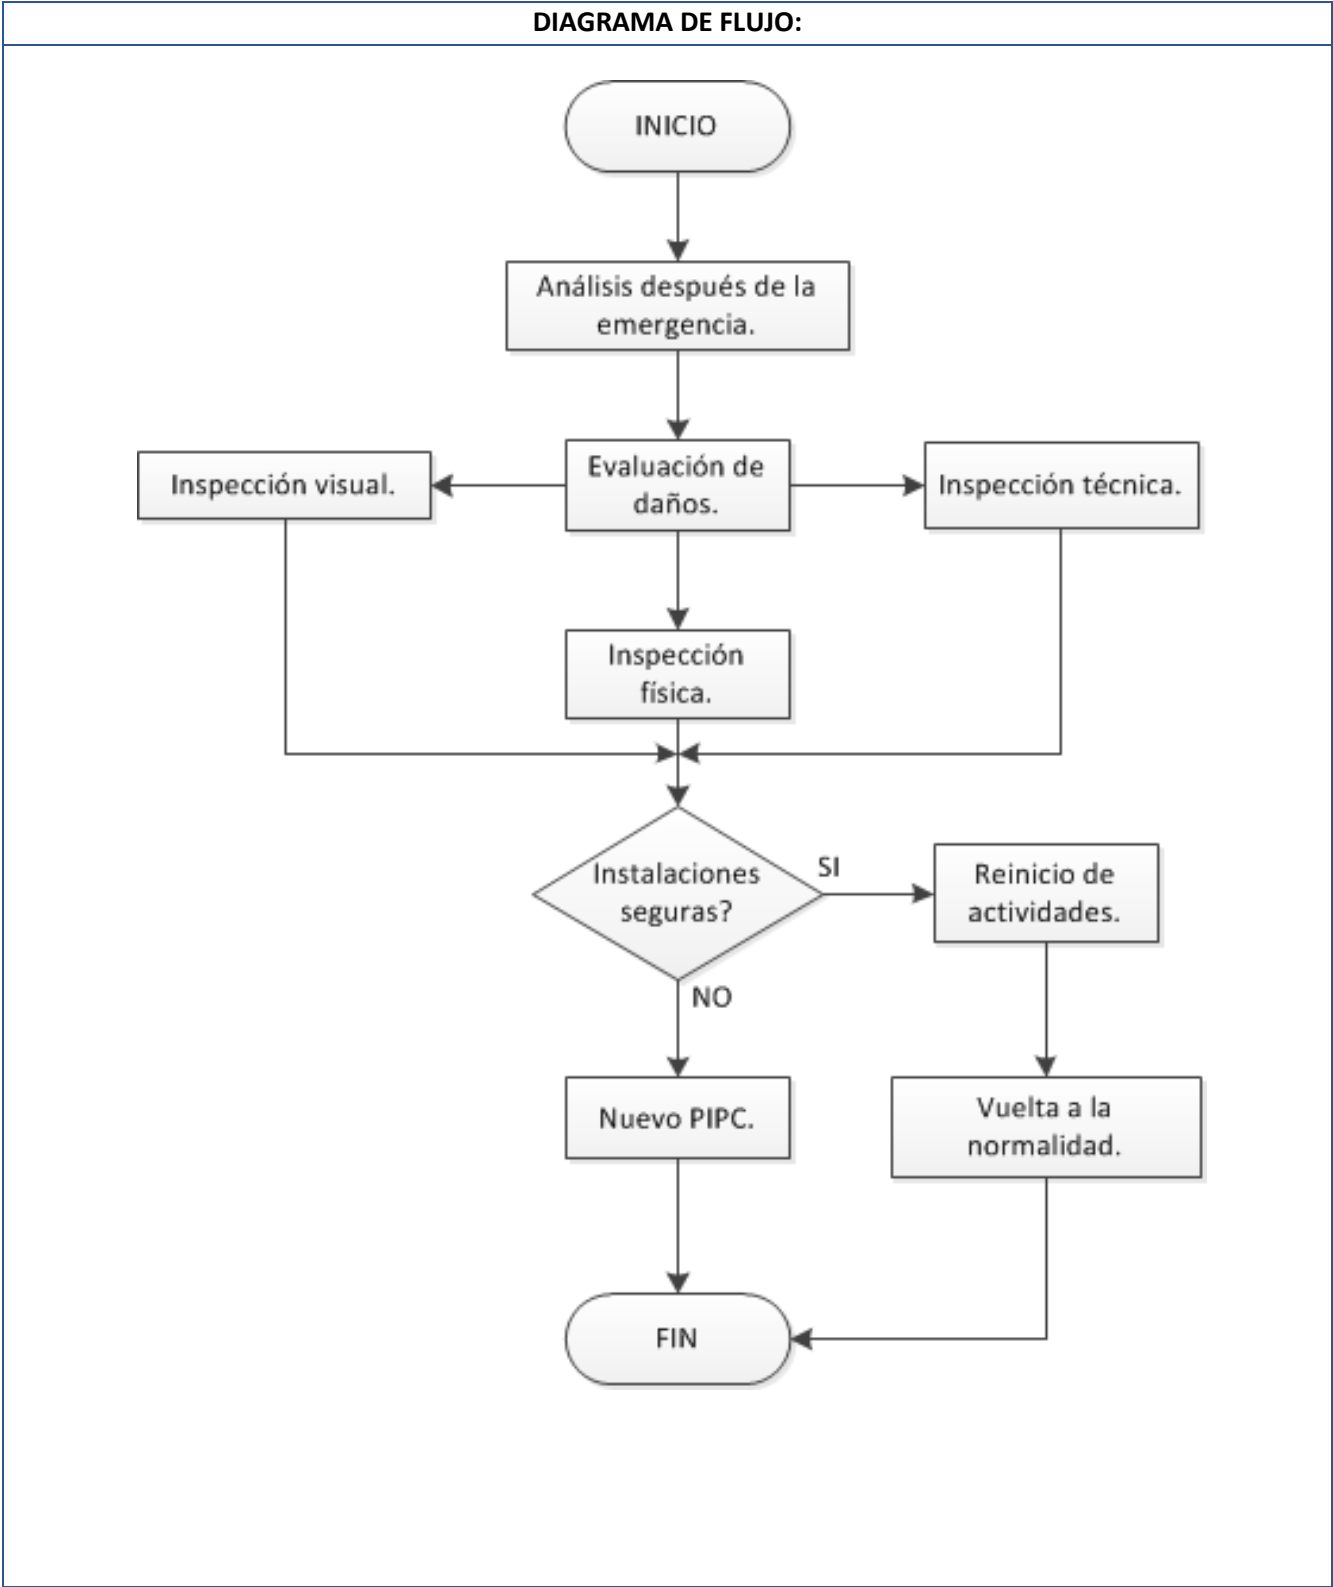 DIAGRAMA DE FLUJO:
INICIO
Análisis después de la
emergencia.
Inspección visual.
Evaluación de
daños.
Inspección técnica.
Inspección
física.
Instalaciones
seguras?
SI
Reinicio de
actividades.
NO
Nuevo PIPC.
Vuelta a la
normalidad.
FIN